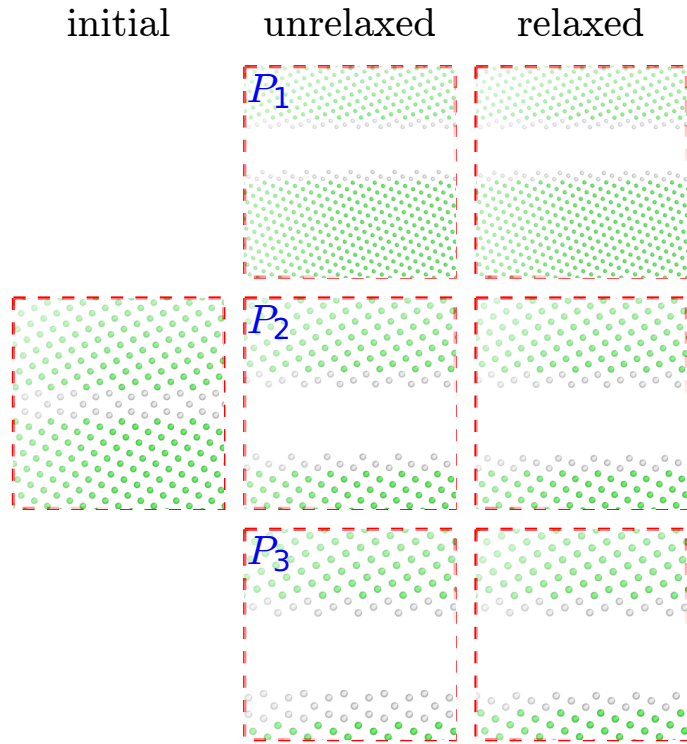 initial unrelaxed relaxed
P₁
P₂
P₃